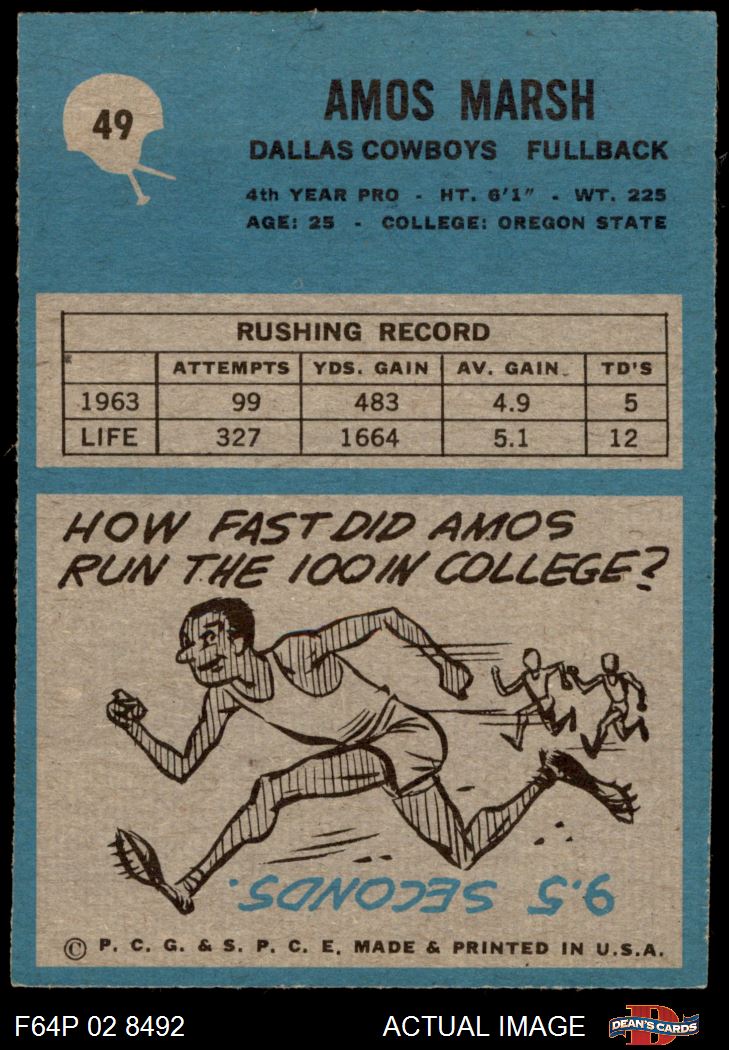 49
AMOS MARSH
DALLAS COWBOYS FULLBACK
4th YEAR PRO - HT. 6'1" - WT. 225
AGE: 25 - COLLEGE: OREGON STATE
RUSHING RECORD
ATTEMPTS YDS. GAIN AV. GAIN TD'S
1963 99 483 4.9 5
LIFE 327 1664 5.1 12
HOW FAST DID AMOS
RUN THE 100 IN COLLEGE?
9.5 SECONDS.
© P. C. G. & S. P. C. E. MADE & PRINTED IN U.S.A.
F64P 02 8492 ACTUAL IMAGE DEAN'S CARDS